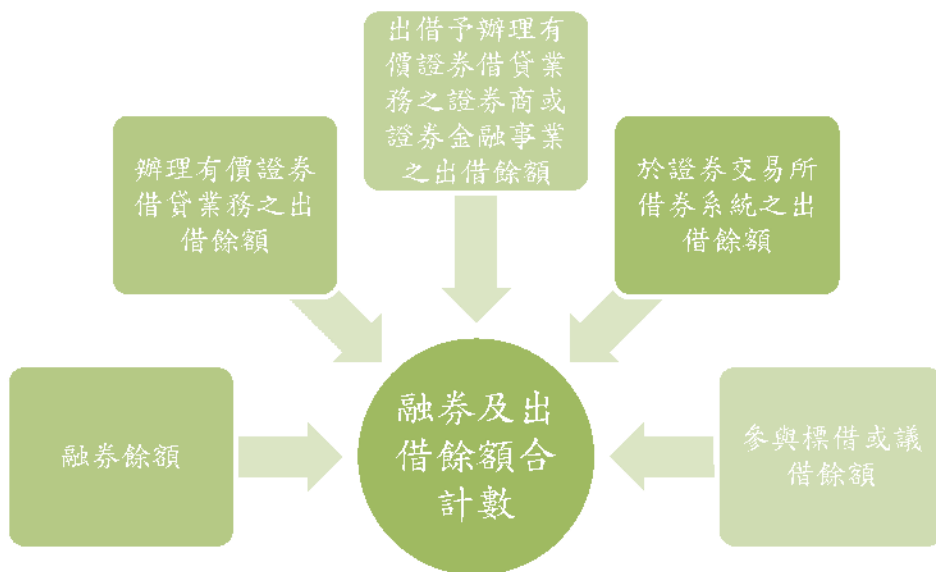 出借予辦理有
價證券借貸業
務之證券商或
證券金融事業
之出借餘額
辦理有價證券
借貸業務之出
借餘額
於證券交易所
借券系統之出
借餘額
融券餘額
融券及出
借餘額合
計數
參與標借或議
借餘額